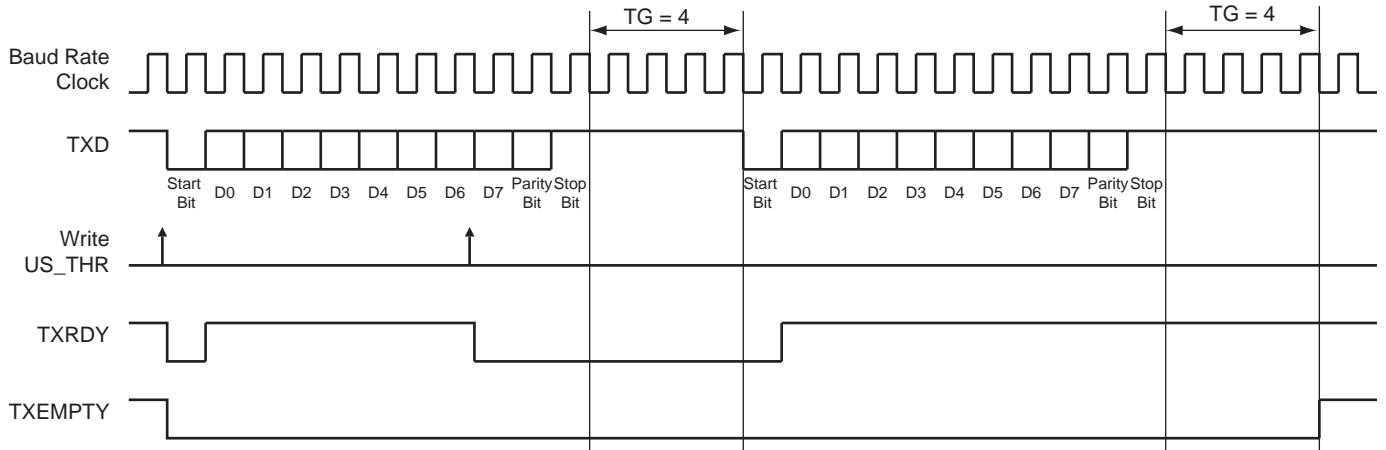 TG = 4
TG = 4
Baud Rate
Clock
TXD
Start
Bit
D0
D1
D2
D3
D4
D5
D6
D7
Parity
Bit
Stop
Bit
Start
Bit
D0
D1
D2
D3
D4
D5
D6
D7
Parity
Bit
Stop
Bit
Write
US_THR
TXRDY
TXEMPTY